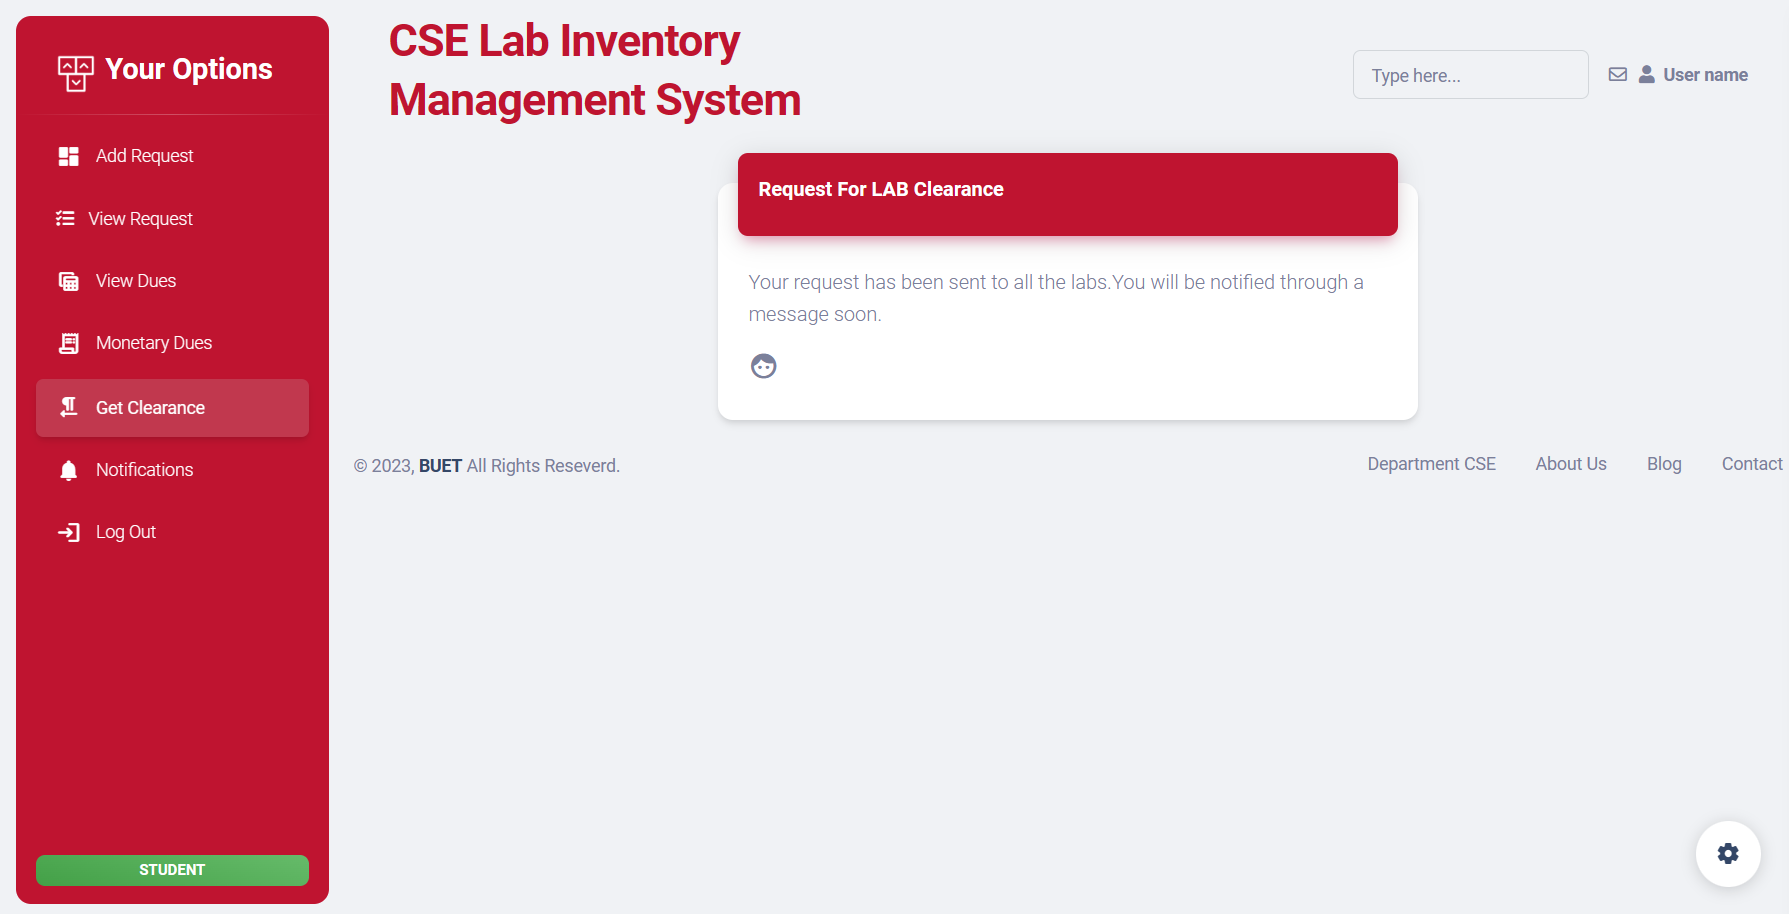 Your Options
Add Request
View Request
View Dues
Monetary Dues
Get Clearance
Notifications
Log Out
STUDENT
CSE Lab Inventory
Management System
Type here...
User name
Request For LAB Clearance
Your request has been sent to all the labs.You will be notified through a
message soon.
© 2023, BUET All Rights Reseverd.
Department CSE
About Us
Blog
Contact